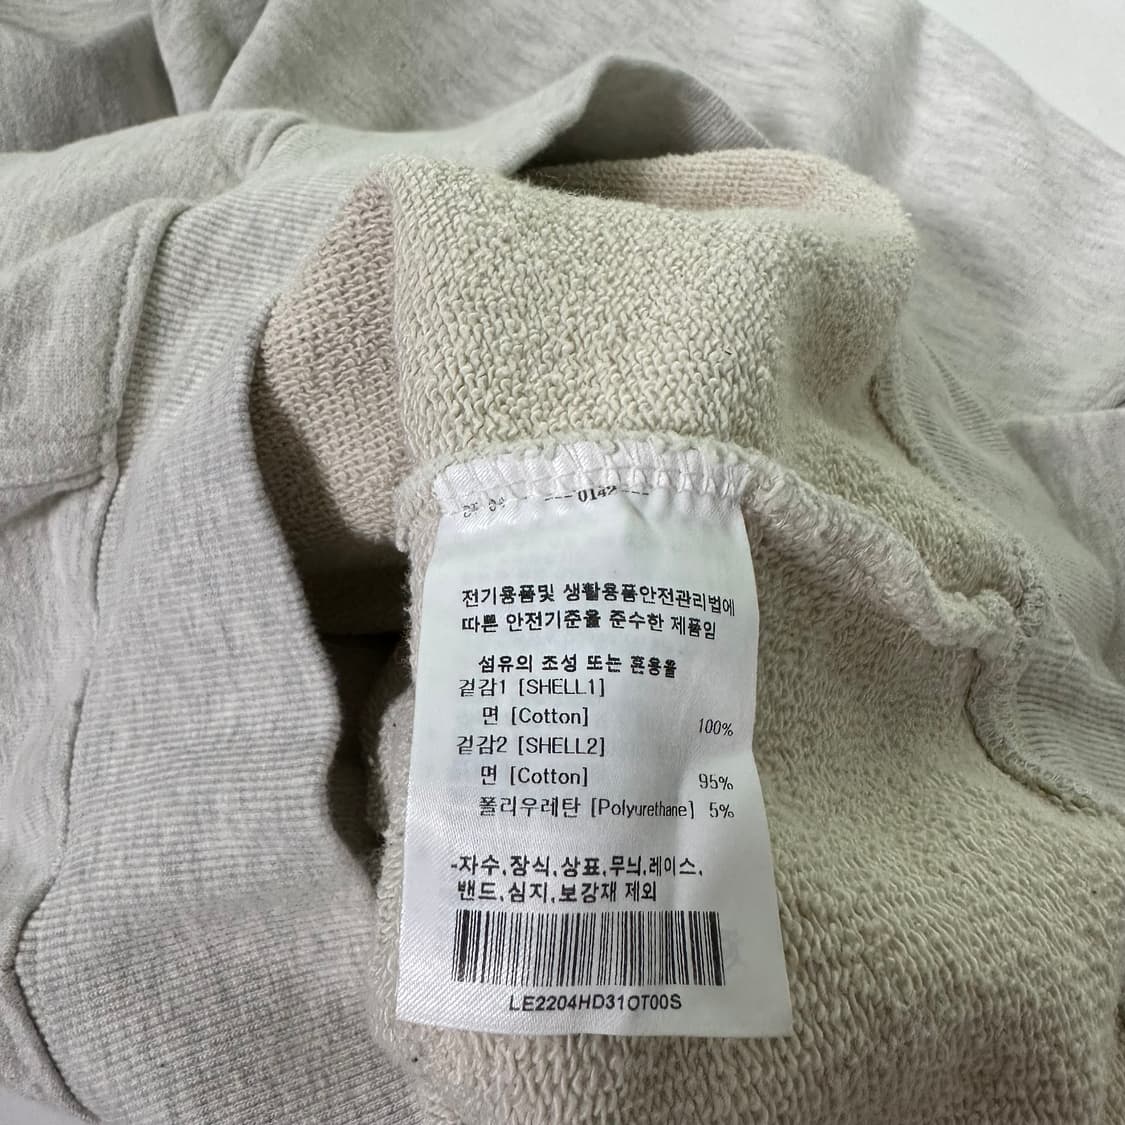 0142
전기용품및 생활용품안전관리법에
따른 안전기준을 준수한 제품임
섬유의 조성 또는 혼용율
겉감1 [SHELL1]
면 [Cotton] 100%
겉감2 [SHELL2]
면 [Cotton] 95%
폴리우레탄 [Polyurethane] 5%
-자수,장식,상표,무늬,레이스,
밴드,심지,보강재 제외
LE2204HD31OT00S